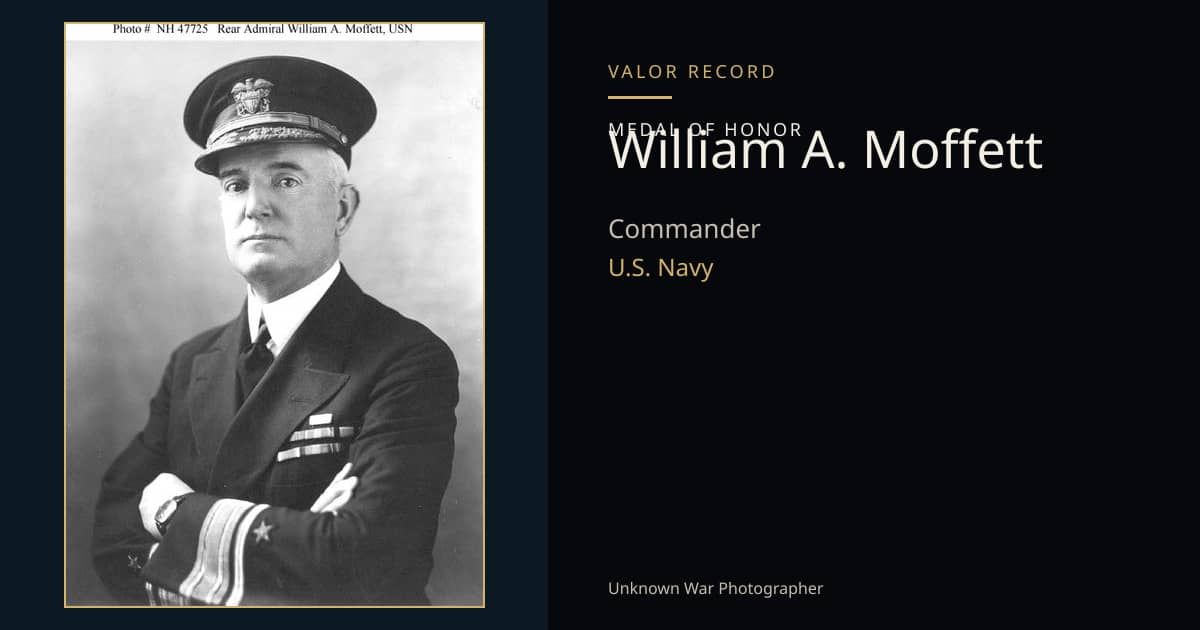 Photo # NH 47725 Rear Admiral William A. Moffett, USN
VALOR RECORD
MEDAL OF HONOR
William A. Moffett
Commander
U.S. Navy
Unknown War Photographer